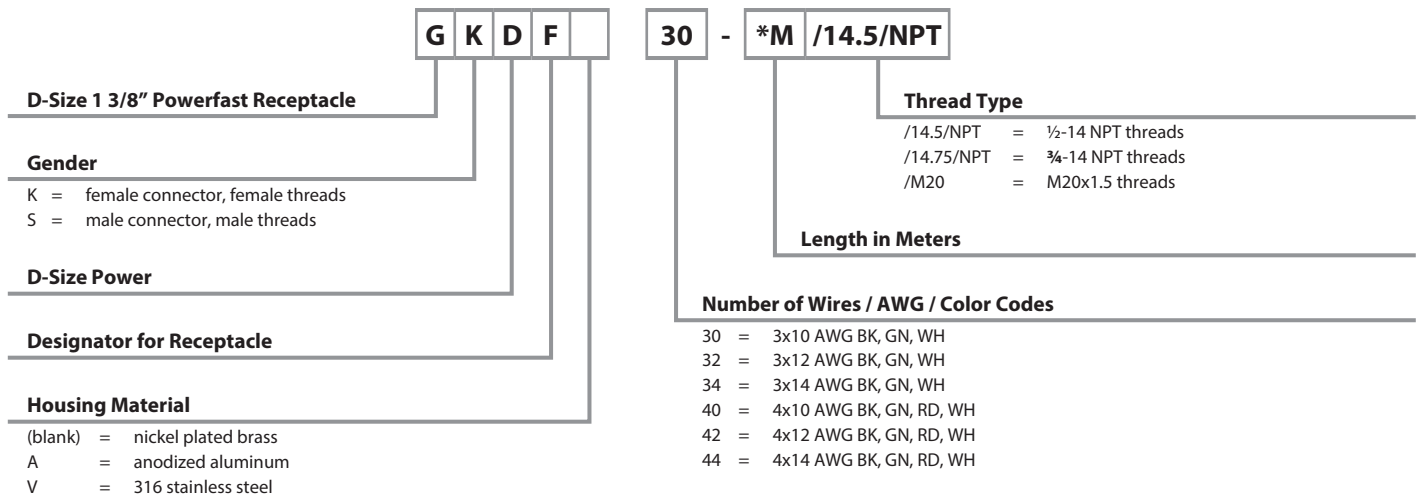 G K D F 30 - *M /14.5/NPT
D-Size 1 3/8” Powerfast Receptacle
Gender
K = female connector, female threads
S = male connector, male threads
D-Size Power
Designator for Receptacle
Housing Material
(blank) = nickel plated brass
A = anodized aluminum
V = 316 stainless steel
Thread Type
/14.5/NPT = ½-14 NPT threads
/14.75/NPT = ¾-14 NPT threads
/M20 = M20x1.5 threads
Length in Meters
Number of Wires / AWG / Color Codes
30 = 3x10 AWG BK, GN, WH
32 = 3x12 AWG BK, GN, WH
34 = 3x14 AWG BK, GN, WH
40 = 4x10 AWG BK, GN, RD, WH
42 = 4x12 AWG BK, GN, RD, WH
44 = 4x14 AWG BK, GN, RD, WH